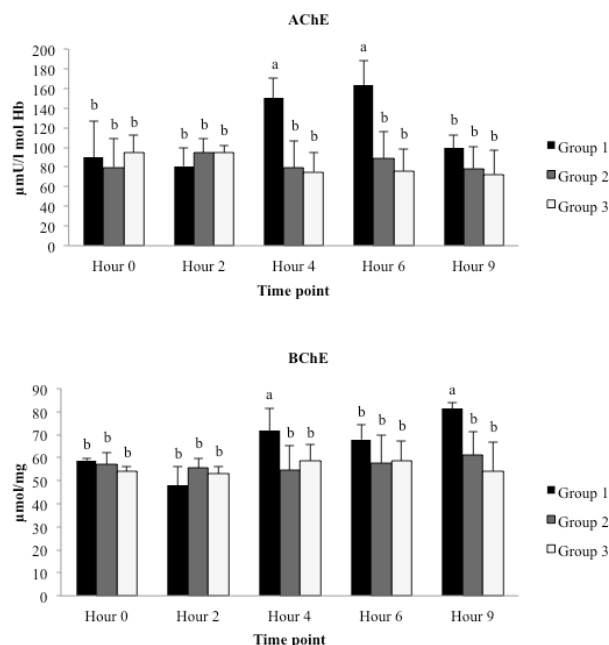 AChE
µmU/l mol Hb
200
180
160
140
120
100
80
60
40
20
0
b b b b b b a b b a b b b b b
Hour 0 Hour 2 Hour 4 Hour 6 Hour 9
Time point
Group 1
Group 2
Group 3
BChE
µmol/mg
90
80
70
60
50
40
30
20
10
0
b b b b b b a b b b b b a b b
Hour 0 Hour 2 Hour 4 Hour 6 Hour 9
Time point
Group 1
Group 2
Group 3